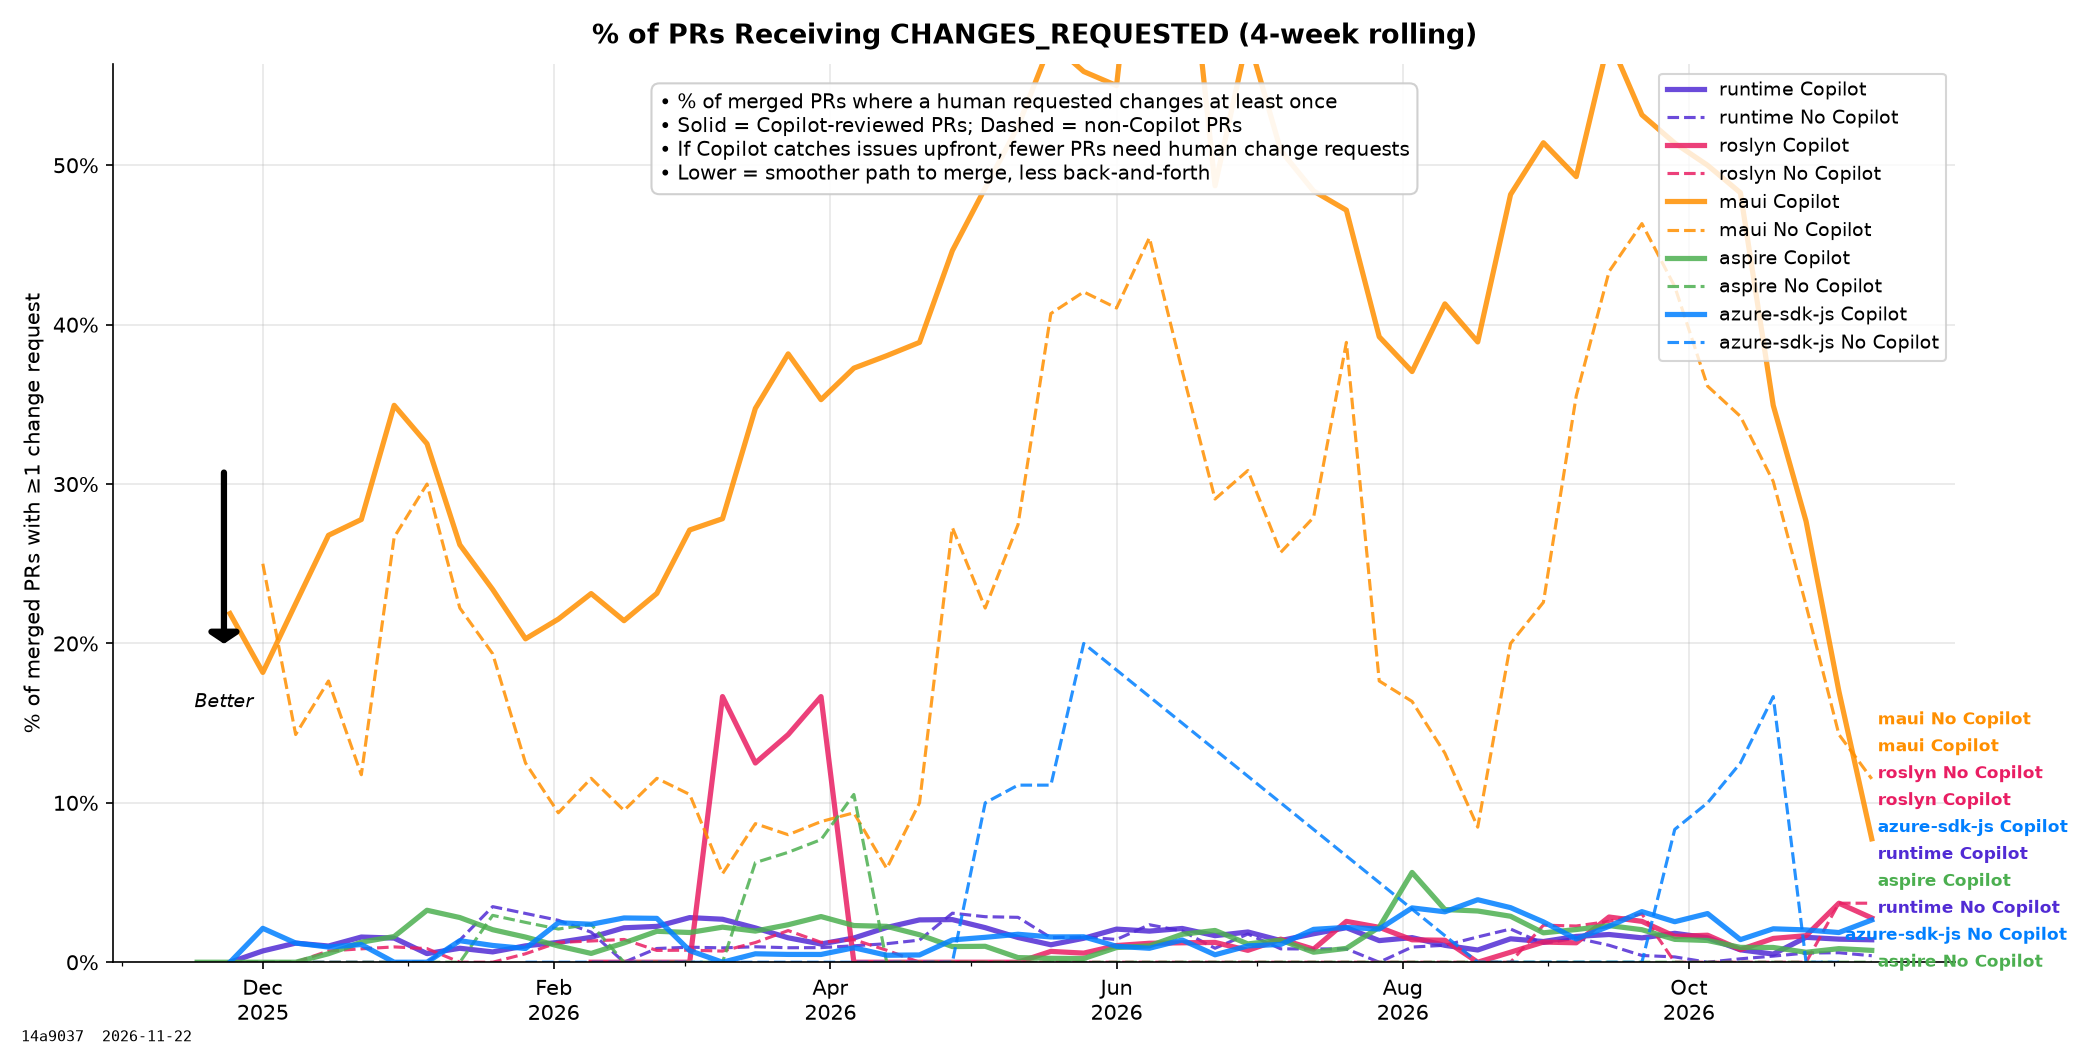 % of PRs Receiving CHANGES_REQUESTED (4-week rolling)
• % of merged PRs where a human requested changes at least once
• Solid = Copilot-reviewed PRs; Dashed = non-Copilot PRs
• If Copilot catches issues upfront, fewer PRs need human change requests
• Lower = smoother path to merge, less back-and-forth
runtime Copilot
runtime No Copilot
roslyn Copilot
roslyn No Copilot
maui Copilot
maui No Copilot
aspire Copilot
aspire No Copilot
azure-sdk-js Copilot
azure-sdk-js No Copilot
% of merged PRs with ≥1 change request
50%
40%
30%
20%
10%
0%
Better
maui No Copilot
maui Copilot
roslyn No Copilot
roslyn Copilot
azure-sdk-js Copilot
runtime Copilot
aspire Copilot
runtime No Copilot
azure-sdk-js No Copilot
aspire No Copilot
Dec
2025
Feb
2026
Apr
2026
Jun
2026
Aug
2026
Oct
2026
14a9037 2026-11-22